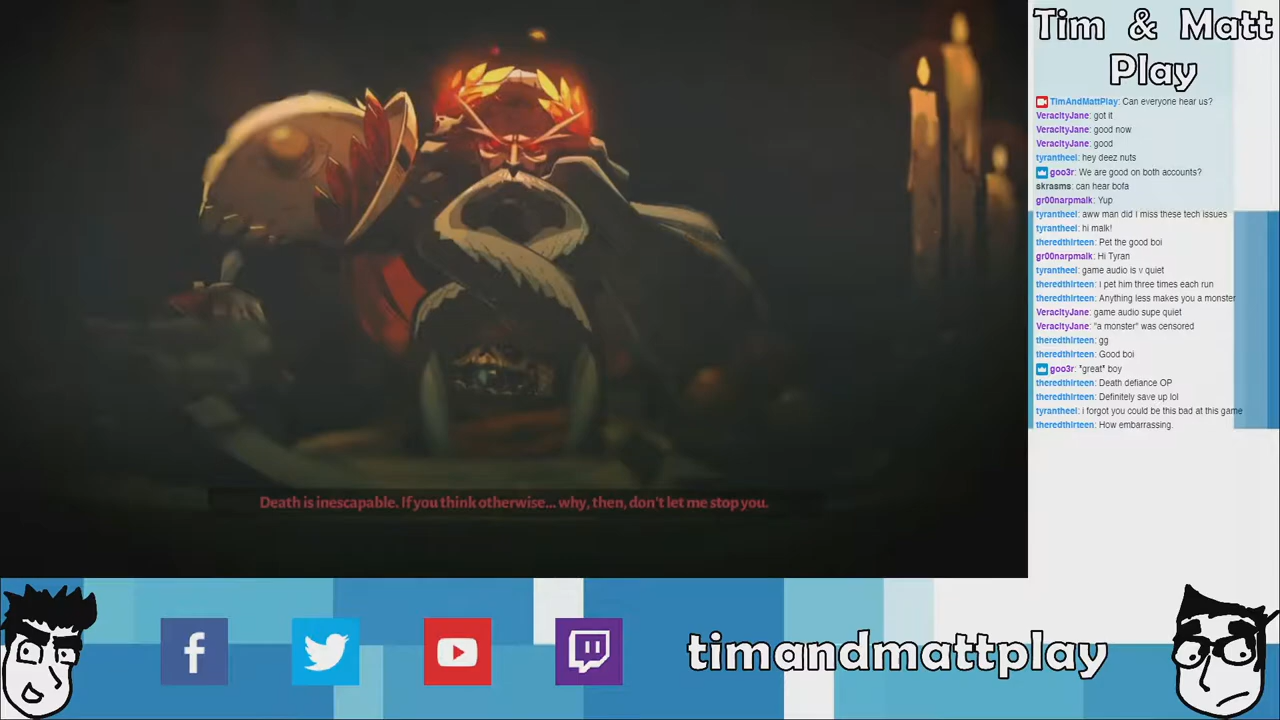 Tim & Matt
Play
TimAndMattPlay: Can everyone hear us?
VeracityJane: got it
VeracityJane: good now
VeracityJane: good
tyrantheel: hey deez nuts
goo3r: We are good on both accounts?
skrasms: can hear bofa
gr00narpmalk: Yup
tyrantheel: aww man did I miss these tech issues
tyrantheel: hi malk!
theredthirteen: Pet the good boi
gr00narpmalk: Hi Tyran
tyrantheel: game audio is v quiet
theredthirteen: I pet him three times each run
theredthirteen: Anything less makes you a monster
VeracityJane: game audio supe quiet
VeracityJane: "a monster" was censored
theredthirteen: gg
theredthirteen: Good boi
goo3r: *great* boy
theredthirteen: Death defiance OP
theredthirteen: Definitely save up lol
tyrantheel: i forgot you could be this bad at this game
theredthirteen: How embarrassing.
Death is inescapable. If you think otherwise... why, then, don't let me stop you.
timandmattplay